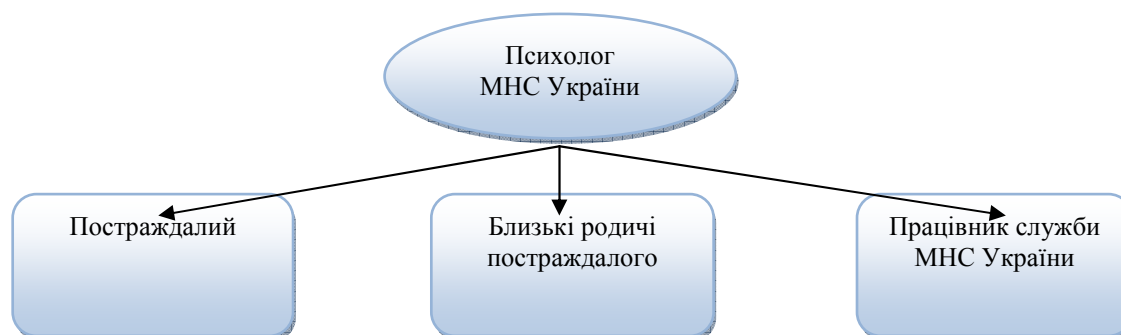 Психолог
МНС України
Постраждалий
Близькі родичі
постраждалого
Працівник служби
МНС України